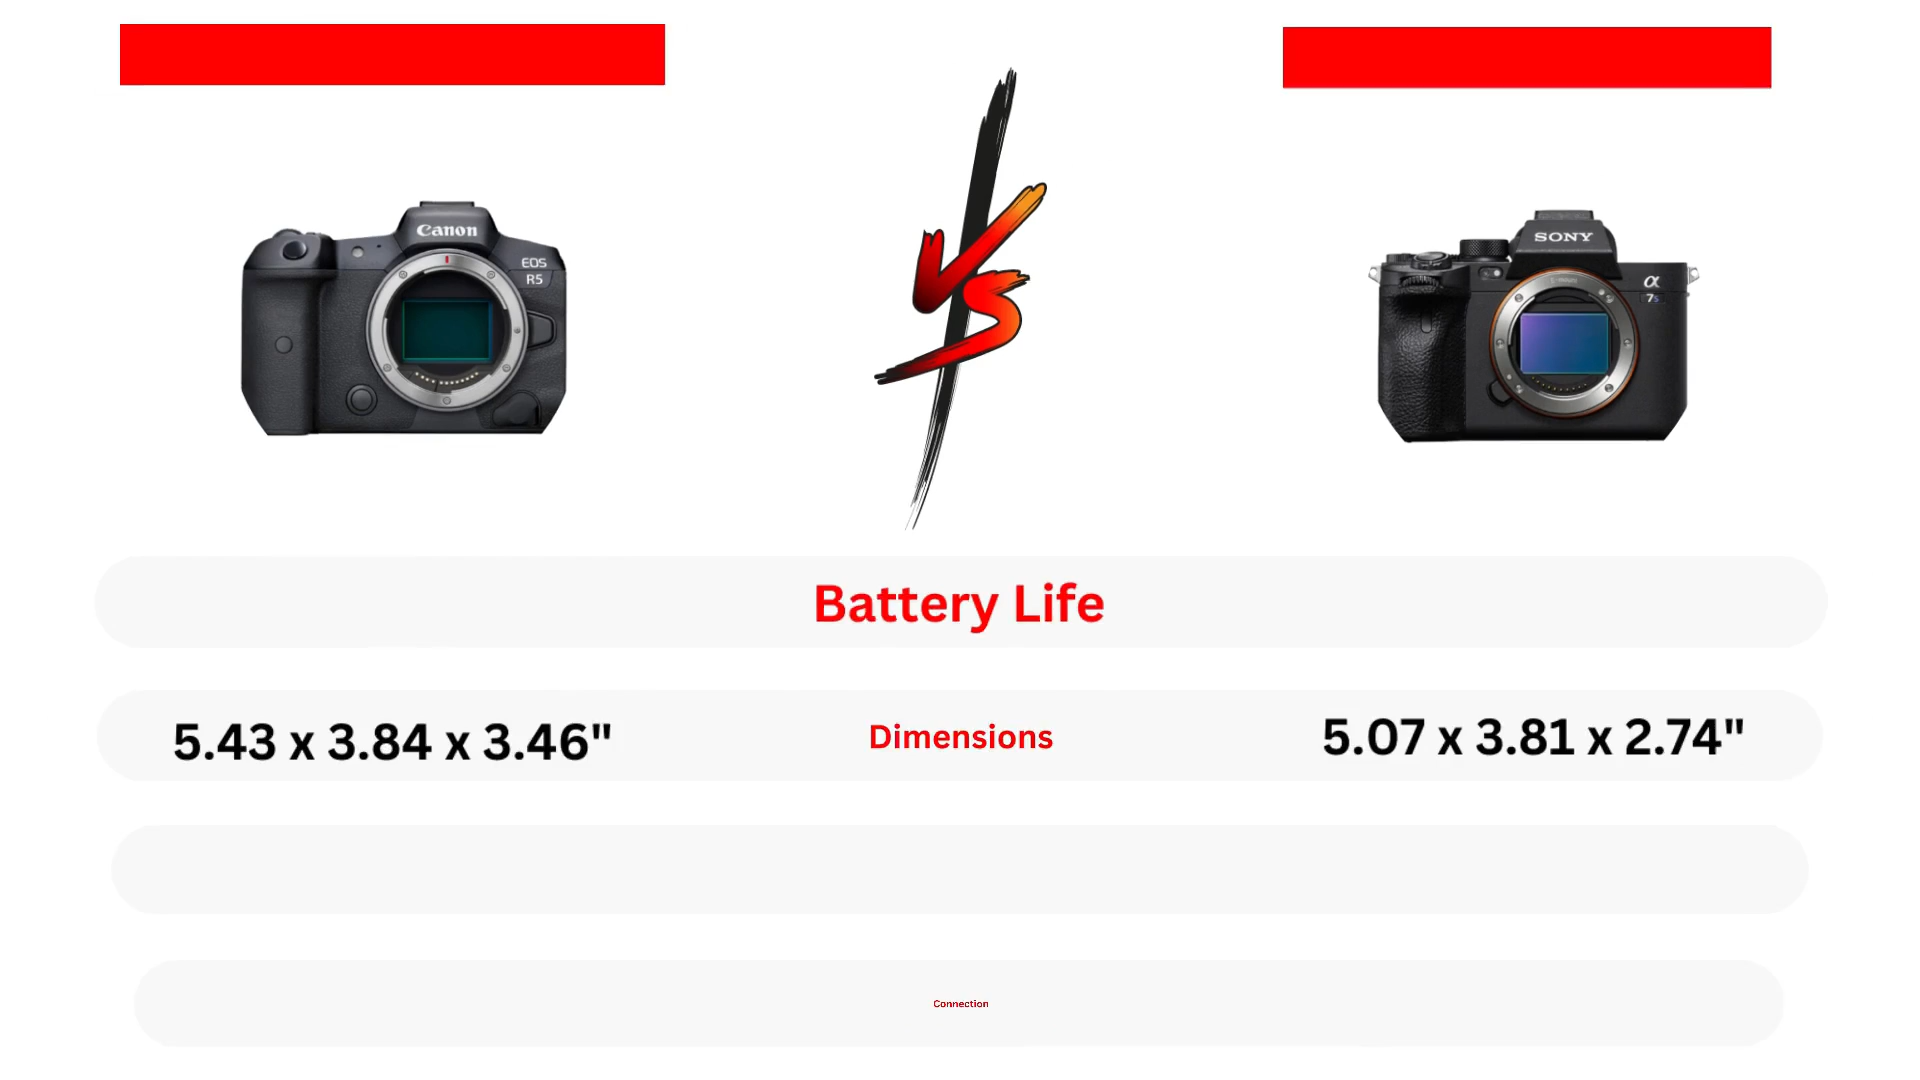 Canon
EOS
R5
VS
SONY
α
7S
Battery Life
5.43 x 3.84 x 3.46"
Dimensions
5.07 x 3.81 x 2.74"
Connection